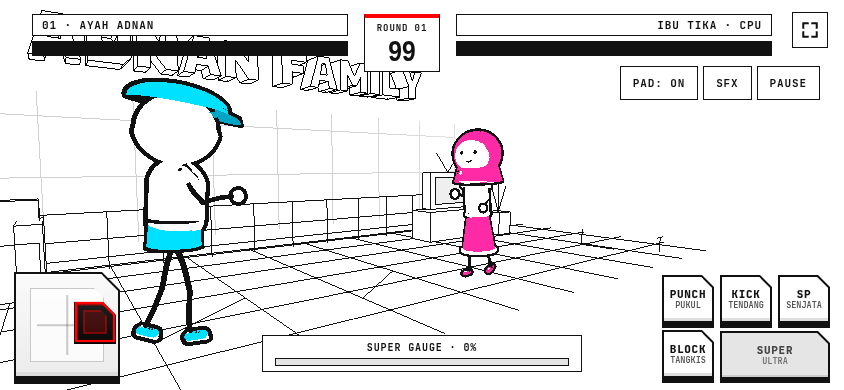 01 · AYAH ADNAN
ROUND 01
99
IBU TIKA · CPU
ADNAN FAMILY
PAD: ON
SFX
PAUSE
PUNCH
PUKUL
KICK
TENDANG
SP
SENJATA
BLOCK
TANGKIS
SUPER
ULTRA
SUPER GAUGE · 0%